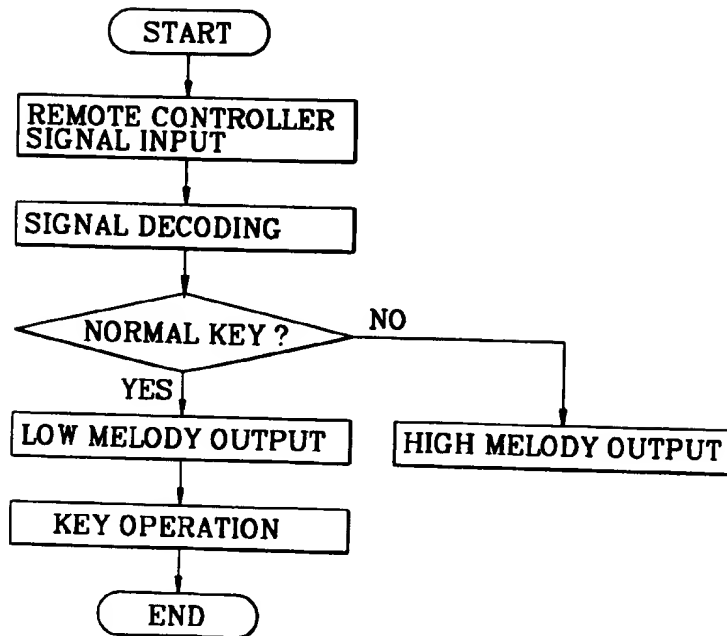 START
REMOTE CONTROLLER
SIGNAL INPUT
SIGNAL DECODING
NORMAL KEY ?
NO
YES
LOW MELODY OUTPUT
HIGH MELODY OUTPUT
KEY OPERATION
END